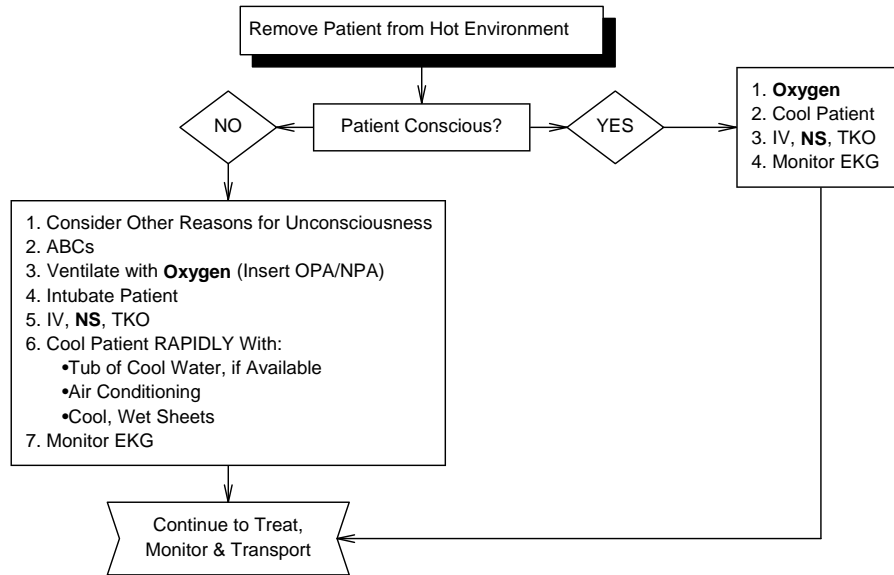 Remove Patient from Hot Environment
NO
Patient Conscious?
YES
1. Oxygen
2. Cool Patient
3. IV, NS, TKO
4. Monitor EKG
1. Consider Other Reasons for Unconsciousness
2. ABCs
3. Ventilate with Oxygen (Insert OPA/NPA)
4. Intubate Patient
5. IV, NS, TKO
6. Cool Patient RAPIDLY With:
•Tub of Cool Water, if Available
•Air Conditioning
•Cool, Wet Sheets
7. Monitor EKG
Continue to Treat,
Monitor & Transport